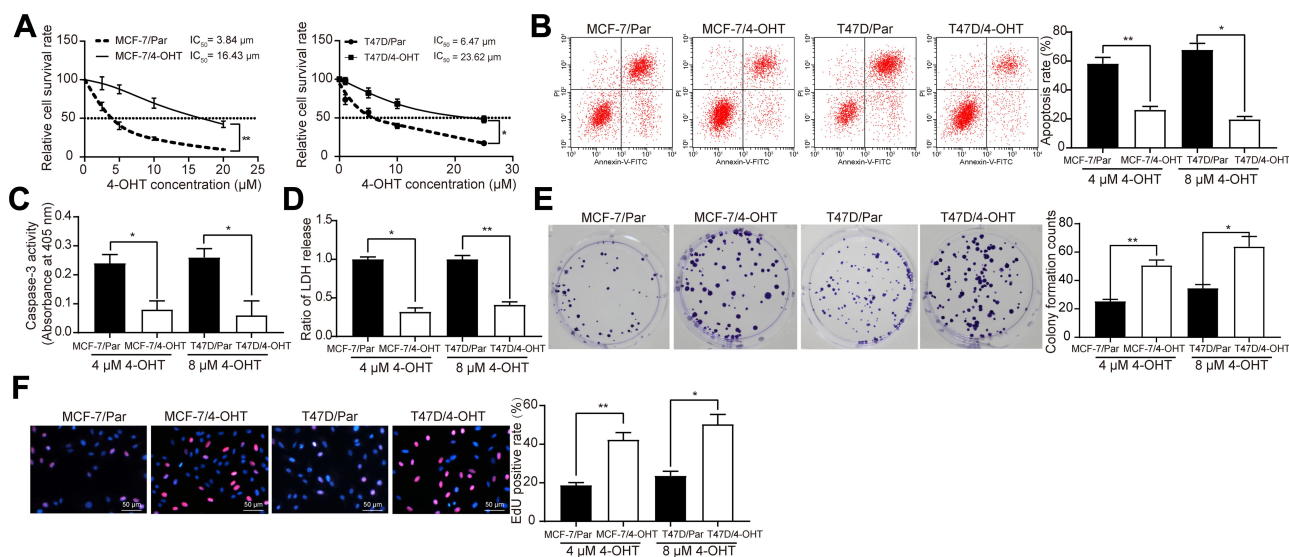 A
Relative cell survival rate
150
100
50
0
0
5
10
15
20
25
4-OHT concentration (μM)
MCF-7/Par
IC50= 3.84 μm
MCF-7/4-OHT
IC50= 16.43 μm
**
Relative cell survival rate
150
100
50
0
0
10
20
30
4-OHT concentration (μM)
T47D/Par
IC50 = 6.47 μm
T47D/4-OHT
IC50 = 23.62 μm
*
B
MCF-7/Par
MCF-7/4-OHT
T47D/Par
T47D/4-OHT
PI
PI
PI
PI
Annexin-V-FITC
Annexin-V-FITC
Annexin-V-FITC
Annexin-V-FITC
Apoptosis rate (%)
80
60
40
20
0
**
*
MCF-7/Par
MCF-7/4-OHT
T47D/Par
T47D/4-OHT
4 μM 4-OHT
8 μM 4-OHT
C
Caspase-3 activity
(Absorbance at 405 nm)
0.4
0.3
0.2
0.1
0.0
*
*
MCF-7/Par
MCF-7/4-OHT
T47D/Par
T47D/4-OHT
4 μM 4-OHT
8 μM 4-OHT
D
Ratio of LDH release
1.5
1.0
0.5
0.0
*
**
MCF-7/Par
MCF-7/4-OHT
T47D/Par
T47D/4-OHT
4 μM 4-OHT
8 μM 4-OHT
E
MCF-7/Par
MCF-7/4-OHT
T47D/Par
T47D/4-OHT
Colony formation counts
80
60
40
20
0
**
*
MCF-7/Par
MCF-7/4-OHT
T47D/Par
T47D/4-OHT
4 μM 4-OHT
8 μM 4-OHT
F
MCF-7/Par
MCF-7/4-OHT
T47D/Par
T47D/4-OHT
50 μm
50 μm
50 μm
50 μm
EdU positive rate (%)
60
40
20
0
**
*
MCF-7/Par
MCF-7/4-OHT
T47D/Par
T47D/4-OHT
4 μM 4-OHT
8 μM 4-OHT